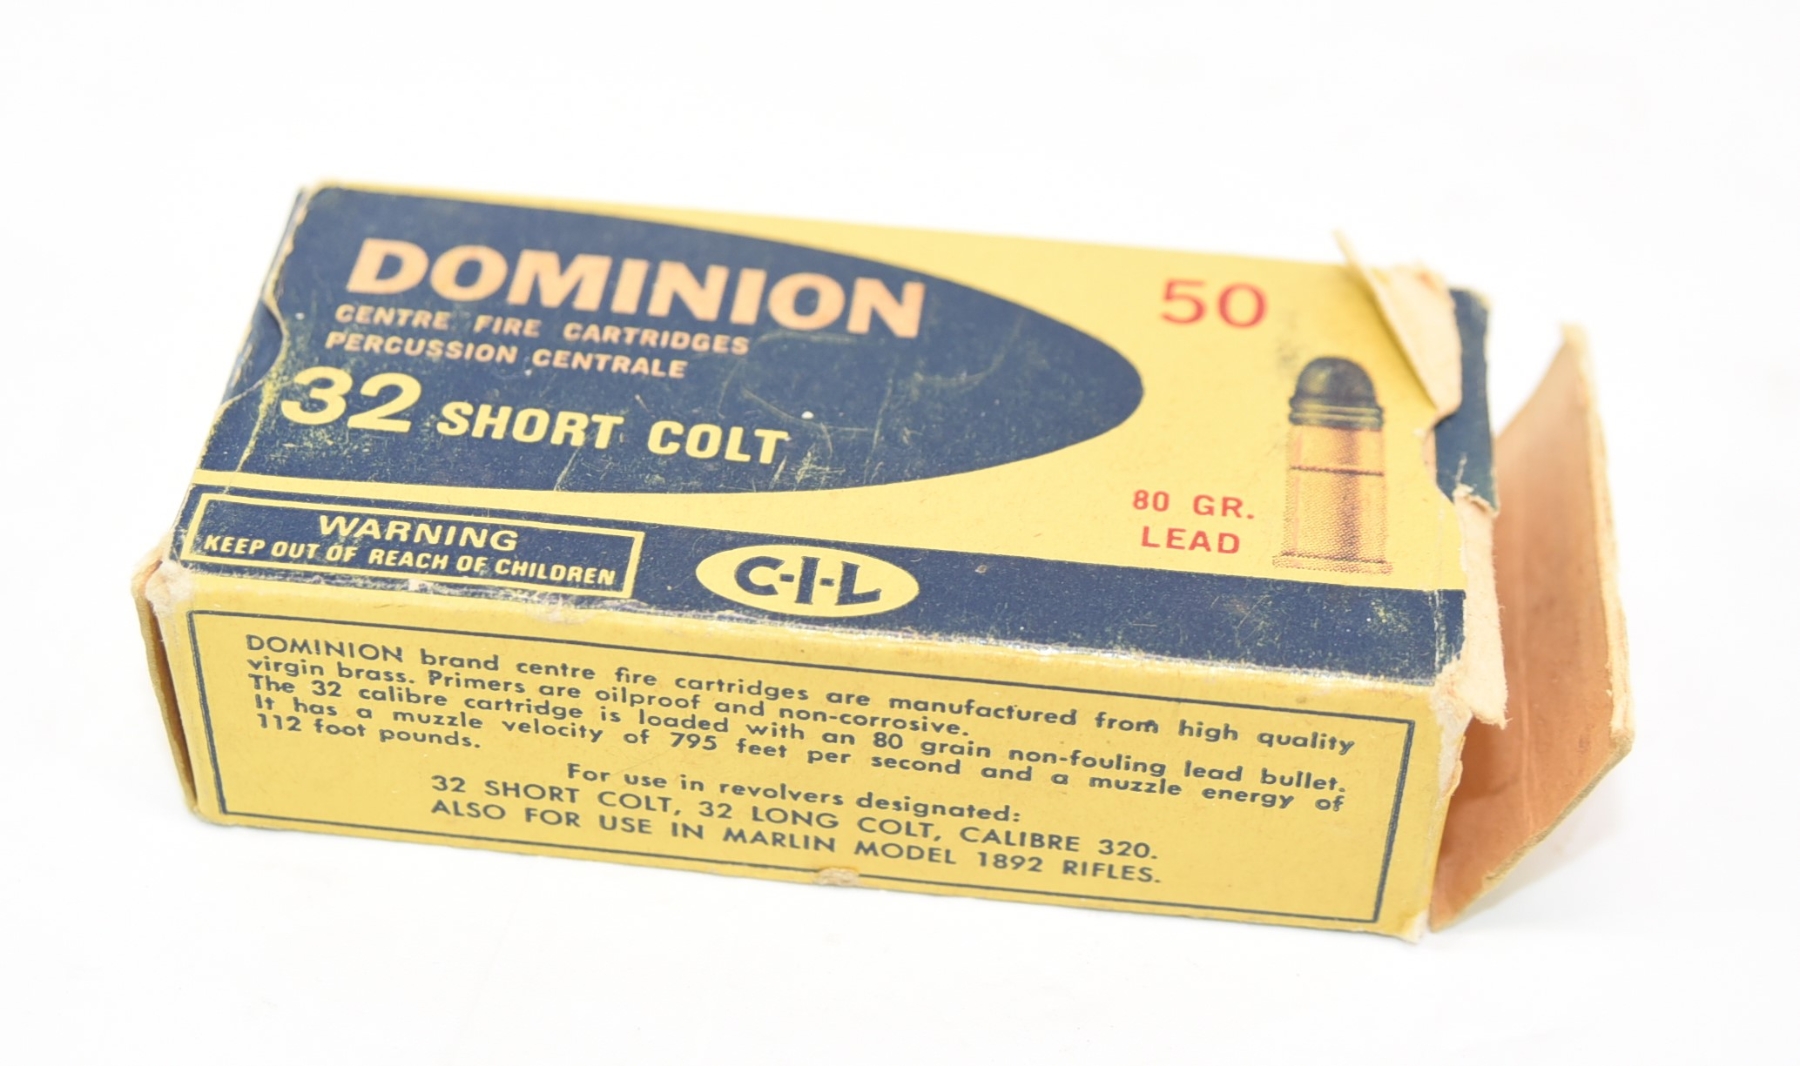 DOMINION
CENTRE FIRE CARTRIDGES
PERCUSSION CENTRALE
32 SHORT COLT
50
80 GR.
LEAD
WARNING
KEEP OUT OF REACH OF CHILDREN
C-I-L
DOMINION brand centre fire cartridges are manufactured from high quality
virgin brass. Primers are oilproof and non-corrosive.
The 32 calibre cartridge is loaded with an 80 grain non-fouling lead bullet.
It has a muzzle velocity of 795 feet per second and a muzzle energy of
112 foot pounds.
For use in revolvers designated:
32 SHORT COLT, 32 LONG COLT, CALIBRE 320.
ALSO FOR USE IN MARLIN MODEL 1892 RIFLES.